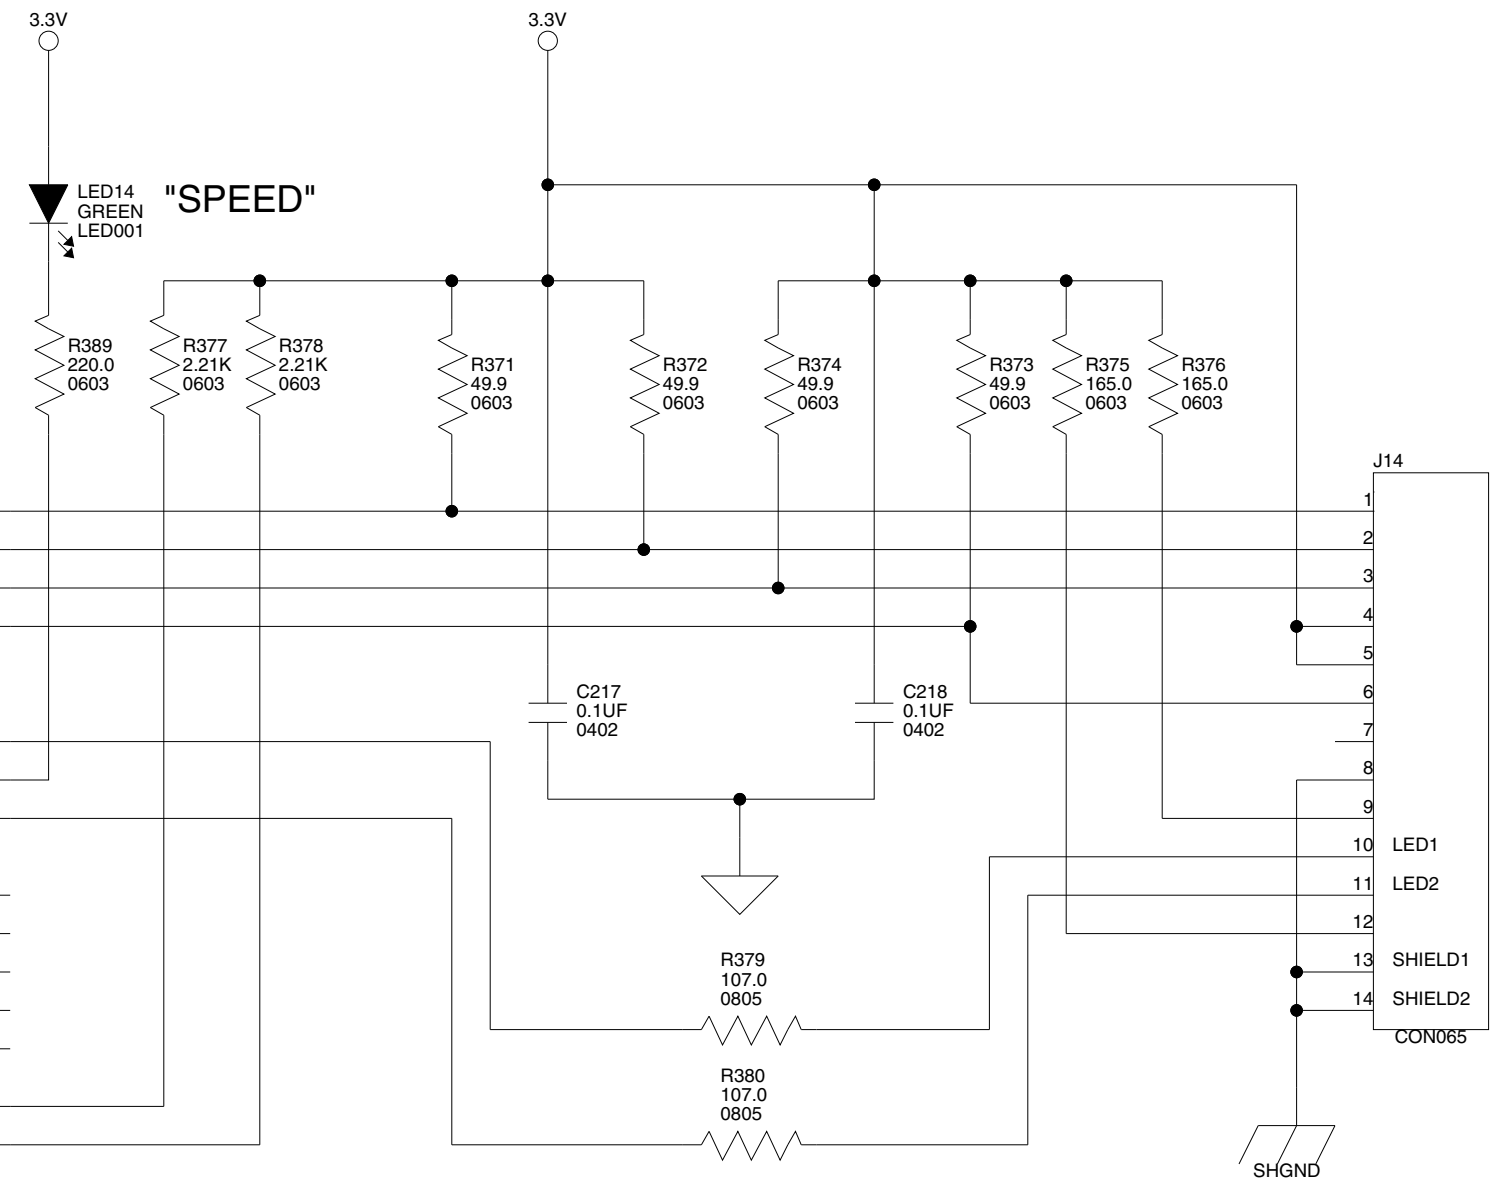 3.3V
3.3V
LED14
GREEN
LED001
"SPEED"
R389
220.0
0603
R377
2.21K
0603
R378
2.21K
0603
R371
49.9
0603
R372
49.9
0603
R374
49.9
0603
R373
49.9
0603
R375
165.0
0603
R376
165.0
0603
J14
1
2
3
4
5
6
7
8
9
10 LED1
11 LED2
12
13 SHIELD1
14 SHIELD2
CON065
C217
0.1UF
0402
C218
0.1UF
0402
R379
107.0
0805
R380
107.0
0805
SHGND